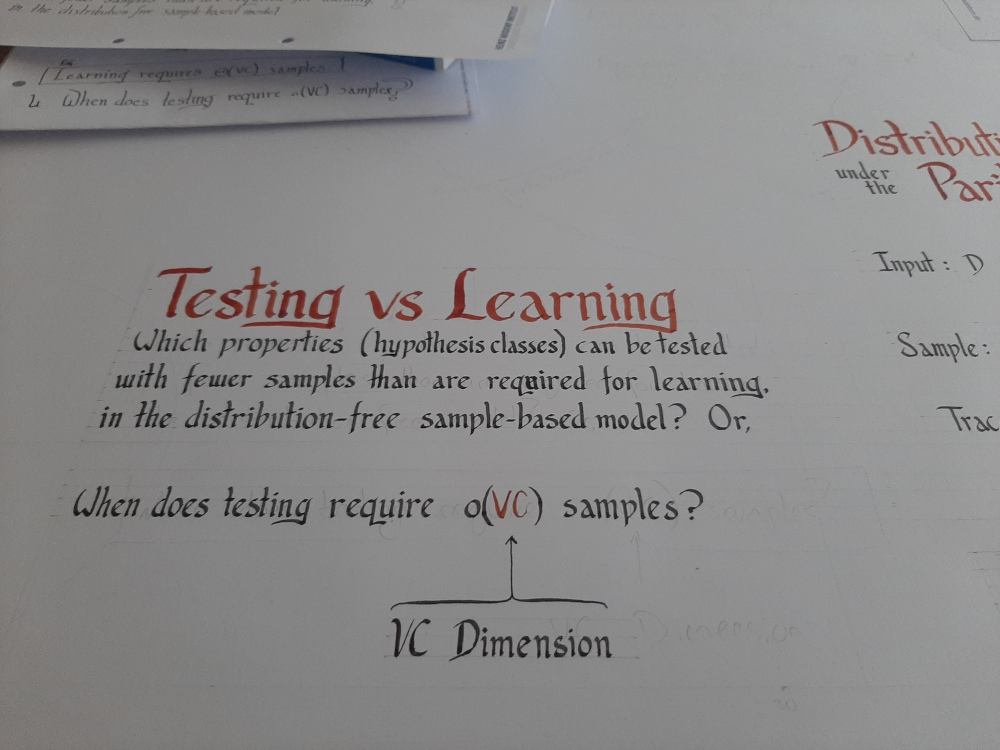 in the distribution free sample-based model
Learning requires Θ(VC) samples !
When does testing require o(VC) samples?
Distributi
under
the
Par
Input: D
Sample:
Trac
Testing vs Learning
Which properties (hypothesis classes) can be tested
with fewer samples than are required for learning,
in the distribution-free sample-based model? Or,
When does testing require o(VC) samples?
VC Dimension